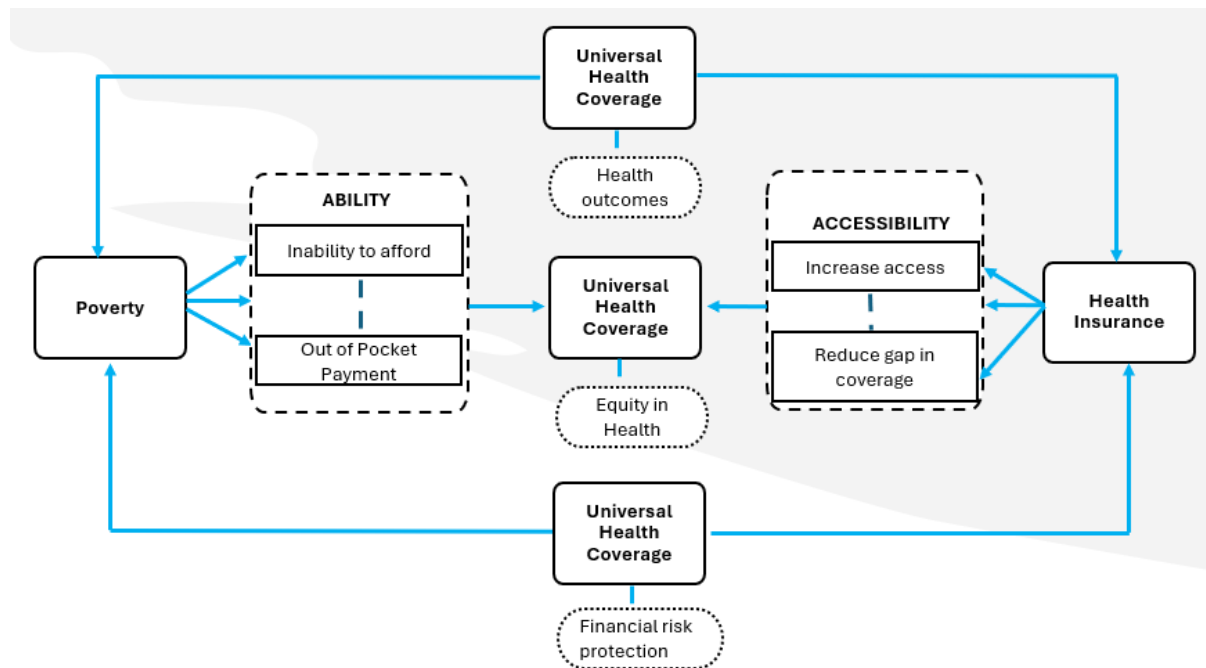 Universal
Health
Coverage
Health
outcomes
ABILITY
Inability to afford
Out of Pocket
Payment
Poverty
Universal
Health
Coverage
Equity in
Health
ACCESSIBILITY
Increase access
Reduce gap in
coverage
Health
Insurance
Universal
Health
Coverage
Financial risk
protection